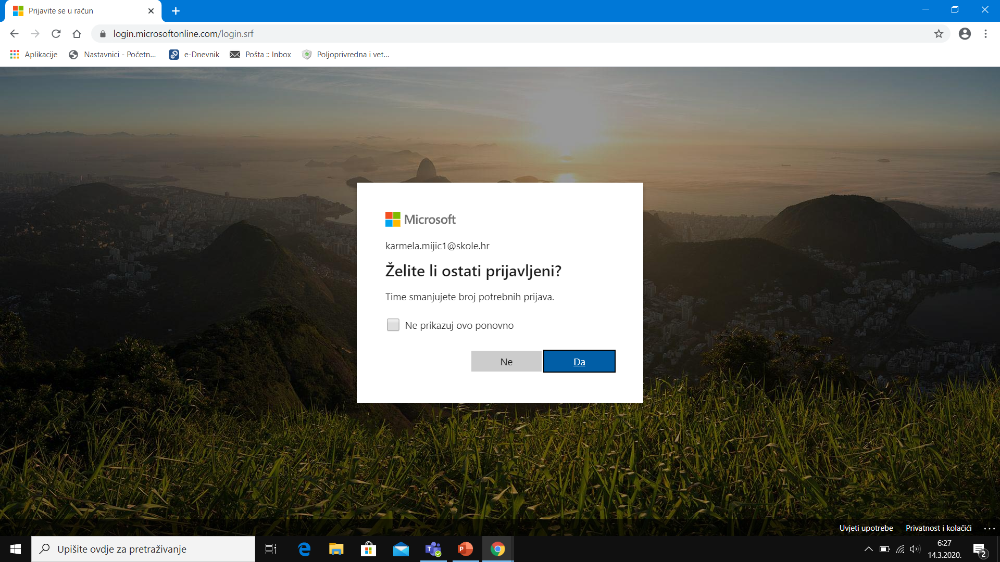 Prijavite se u račun
login.microsoftonline.com/login.srf
Aplikacije
Nastavnici - Početn...
e-Dnevnik
Pošta :: Inbox
Poljoprivredna i vet...
Microsoft
karmela.mijic1@skole.hr
Želite li ostati prijavljeni?
Time smanjujete broj potrebnih prijava.
Ne prikazuj ovo ponovno
Ne
Da
Uvjeti upotrebe
Privatnost i kolačići
Upišite ovdje za pretraživanje
6:27
14.3.2020.
2